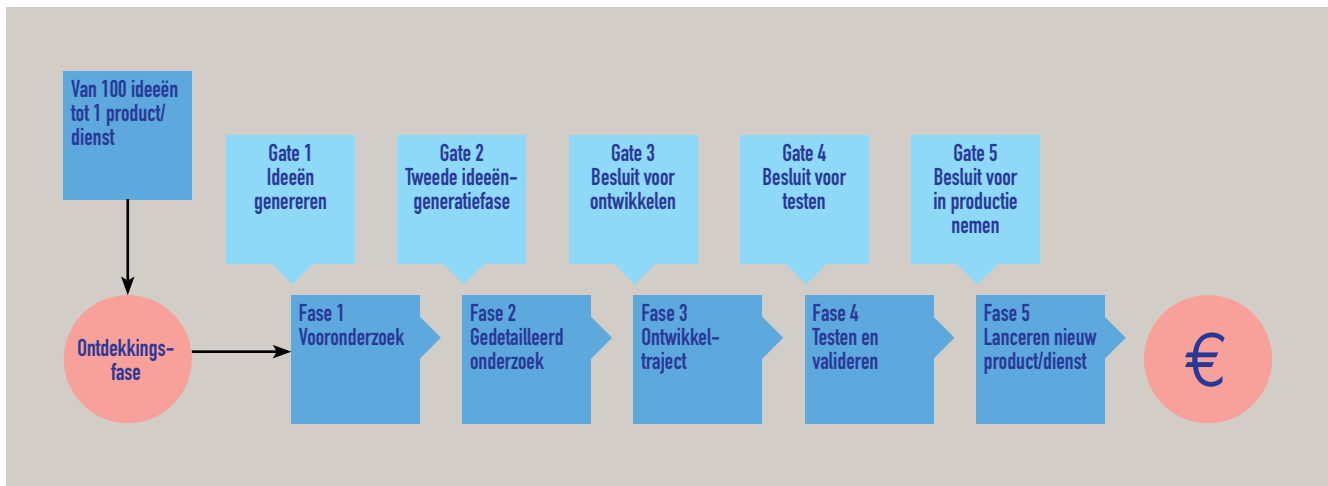 Van 100 ideeën
tot 1 product/
dienst
Gate 1
Ideeën
genereren
Gate 2
Tweede ideeën-
generatiefase
Gate 3
Besluit voor
ontwikkelen
Gate 4
Besluit voor
testen
Gate 5
Besluit voor
in productie
nemen
Ontdekkings-
fase
Fase 1
Vooronderzoek
Fase 2
Gedetailleerd
onderzoek
Fase 3
Ontwikkel-
traject
Fase 4
Testen en
valideren
Fase 5
Lanceren nieuw
product/dienst
€